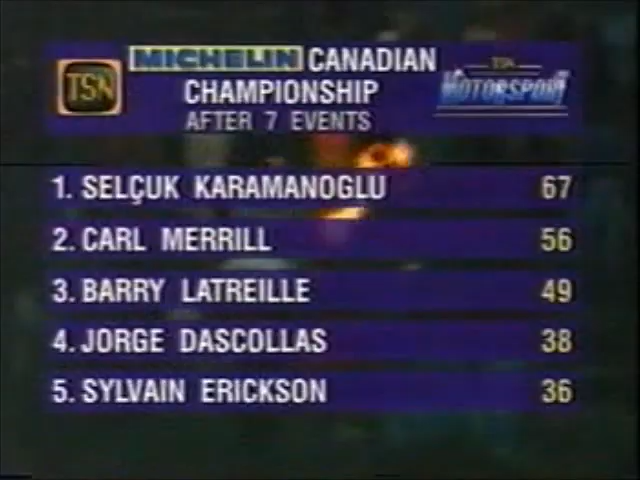 MICHELIN CANADIAN
TSN
CHAMPIONSHIP
AFTER 7 EVENTS
TSN
MOTORSPORT
1. SELÇUK KARAMANOGLU 67
2. CARL MERRILL 56
3. BARRY LATREILLE 49
4. JORGE DASCOLLAS 38
5. SYLVAIN ERICKSON 36